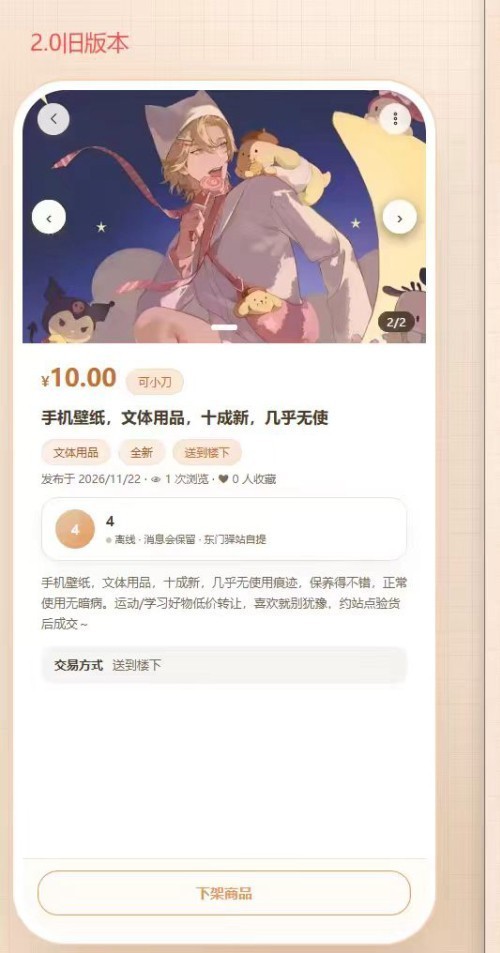 2.0旧版本
2/2
¥10.00 可小刀
手机壁纸，文体用品，十成新，几乎无使
文体用品 全新 送到楼下
发布于 2026/11/22 · 1 次浏览 · 0 人收藏
4 4
离线 · 消息会保留 · 东门驿站自提
手机壁纸，文体用品，十成新，几乎无使用痕迹，保养得不错，正常
使用无暗病。运动/学习好物低价转让，喜欢就别犹豫，约站点验货
后成交～
交易方式 送到楼下
下架商品